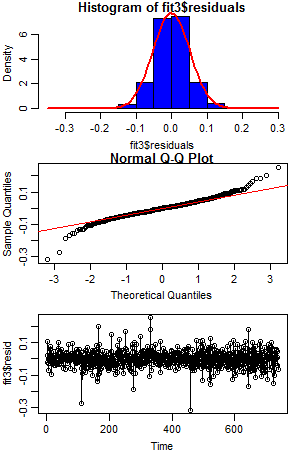 Histogram of fit3$residuals
Density
0 2 4 6
-0.3 -0.2 -0.1 0.0 0.1 0.2 0.3
fit3$residuals
Normal Q-Q Plot
Sample Quantiles
-0.3 -0.1 0.1
-3 -2 -1 0 1 2 3
Theoretical Quantiles
fit3$resid
-0.3 -0.1 0.1
0 200 400 600
Time